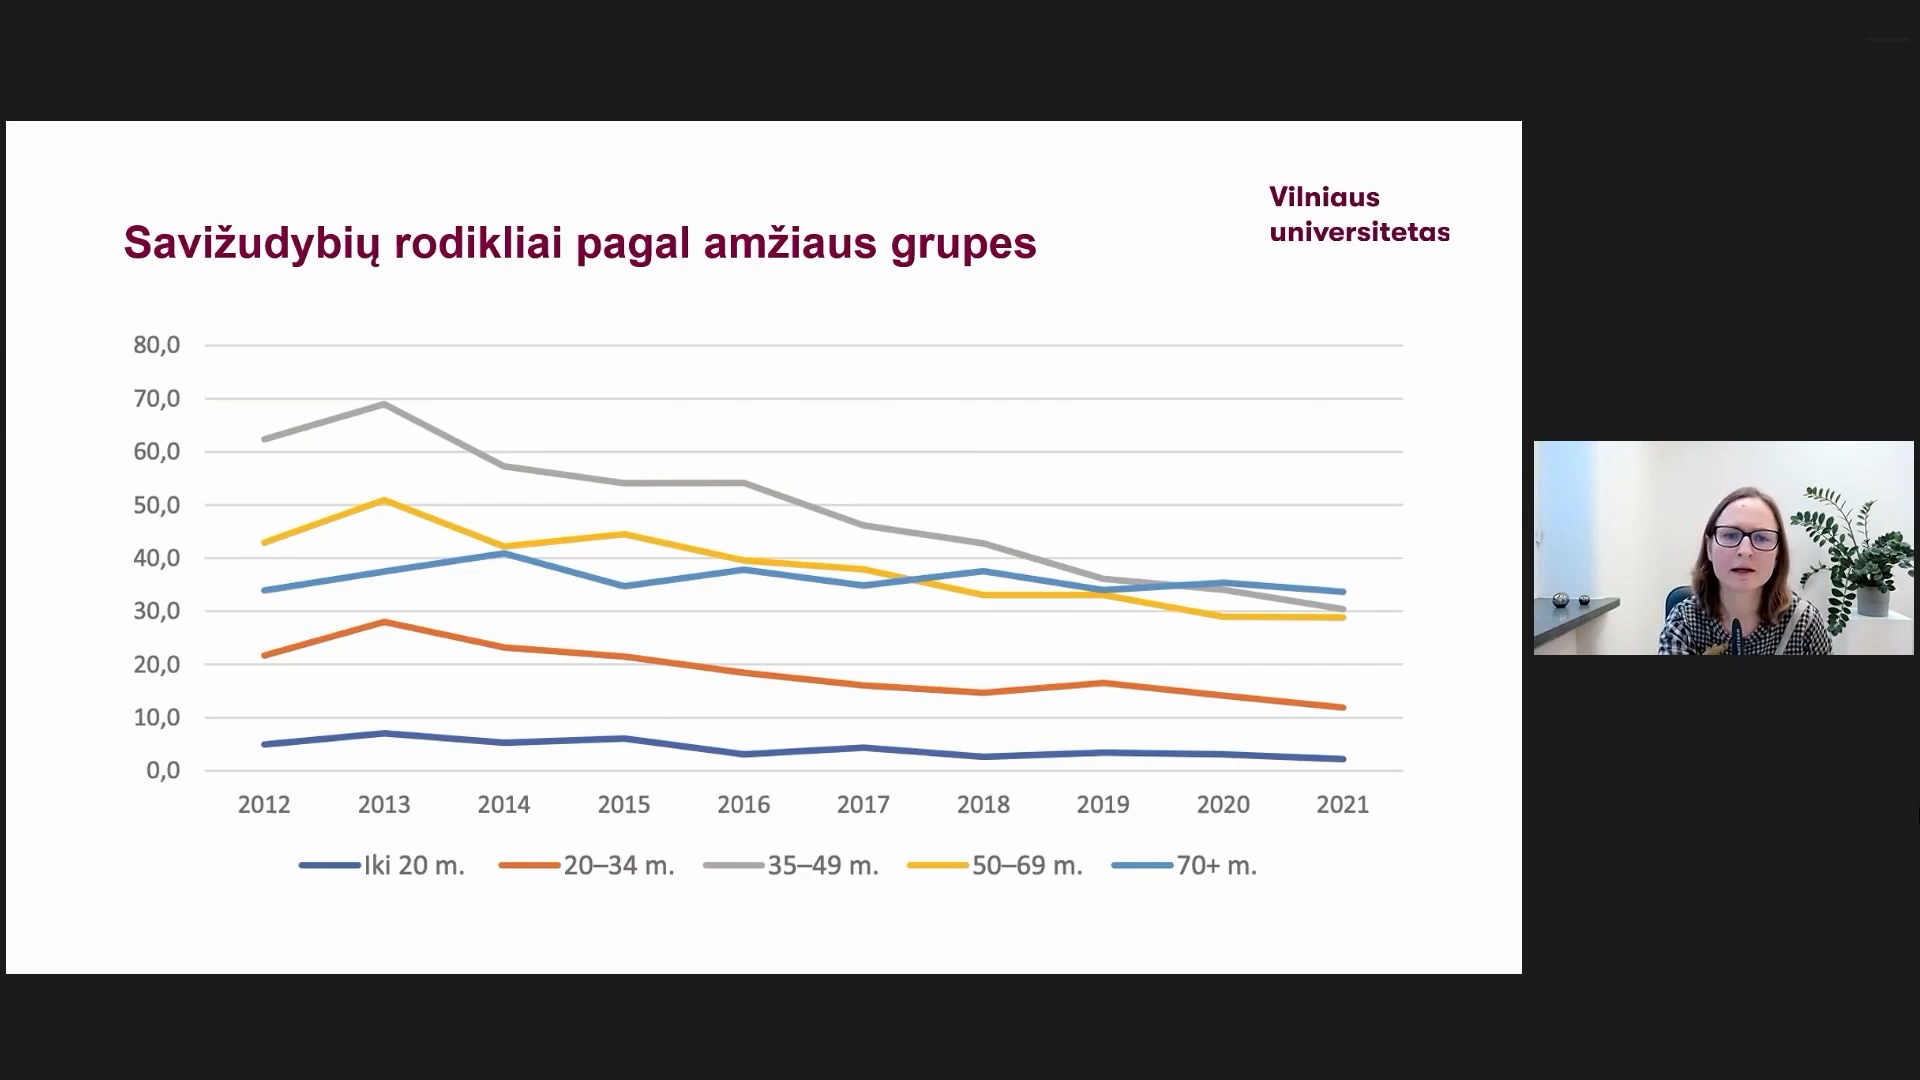 Vilniaus
universitetas
Savižudybių rodikliai pagal amžiaus grupes
80,0
70,0
60,0
50,0
40,0
30,0
20,0
10,0
0,0
2012 2013 2014 2015 2016 2017 2018 2019 2020 2021
Iki 20 m. 20–34 m. 35–49 m. 50–69 m. 70+ m.